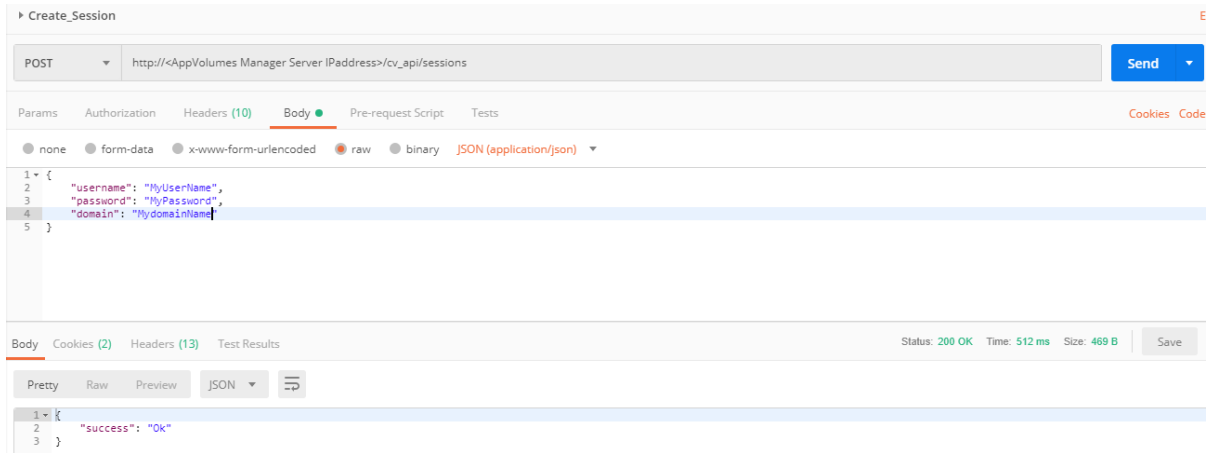 Create_Session E
POST http://<AppVolumes Manager Server IPaddress>/cv_api/sessions Send
Params Authorization Headers (10) Body Pre-request Script Tests Cookies Code
none form-data x-www-form-urlencoded raw binary JSON (application/json)
1 {
2 "username": "MyUserName",
3 "password": "MyPassword",
4 "domain": "MydomainName"
5 }
Body Cookies (2) Headers (13) Test Results Status: 200 OK Time: 512 ms Size: 469 B Save
Pretty Raw Preview JSON
1 {
2 "success": "Ok"
3 }